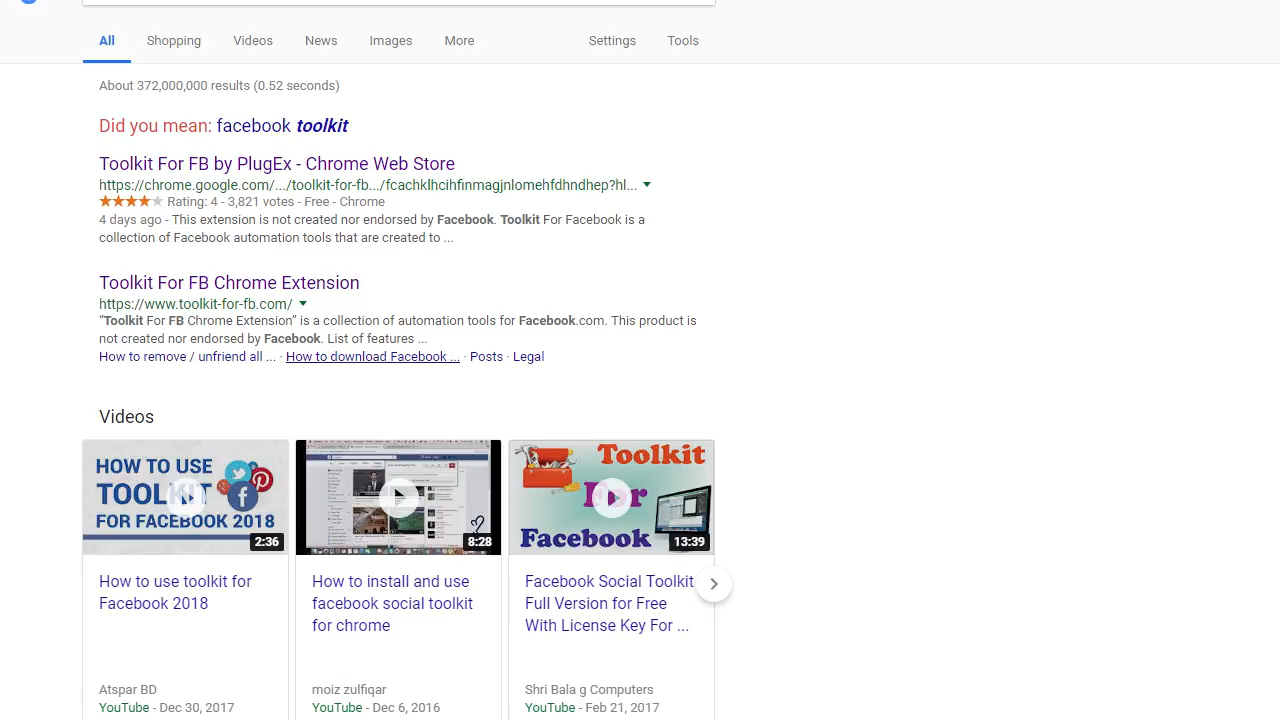 All Shopping Videos News Images More Settings Tools
About 372,000,000 results (0.52 seconds)
Did you mean: facebook toolkit
Toolkit For FB by PlugEx - Chrome Web Store
https://chrome.google.com/.../toolkit-for-fb.../fcachklhcihfinmagjnlomehfdhndhep?hl...
Rating: 4 - 3,821 votes - Free - Chrome
4 days ago - This extension is not created nor endorsed by Facebook. Toolkit For Facebook is a
collection of Facebook automation tools that are created to ...
Toolkit For FB Chrome Extension
https://www.toolkit-for-fb.com/
“Toolkit For FB Chrome Extension” is a collection of automation tools for Facebook.com. This product is
not created nor endorsed by Facebook. List of features ...
How to remove / unfriend all ... · How to download Facebook ... · Posts · Legal
Videos
HOW TO USE
TOOLKIT
FOR FACEBOOK 2018
2:36
8:28
Toolkit
For
Facebook
13:39
How to use toolkit for
Facebook 2018
Atspar BD
YouTube - Dec 30, 2017
How to install and use
facebook social toolkit
for chrome
moiz zulfiqar
YouTube - Dec 6, 2016
Facebook Social Toolkit
Full Version for Free
With License Key For ...
Shri Bala g Computers
YouTube - Feb 21, 2017